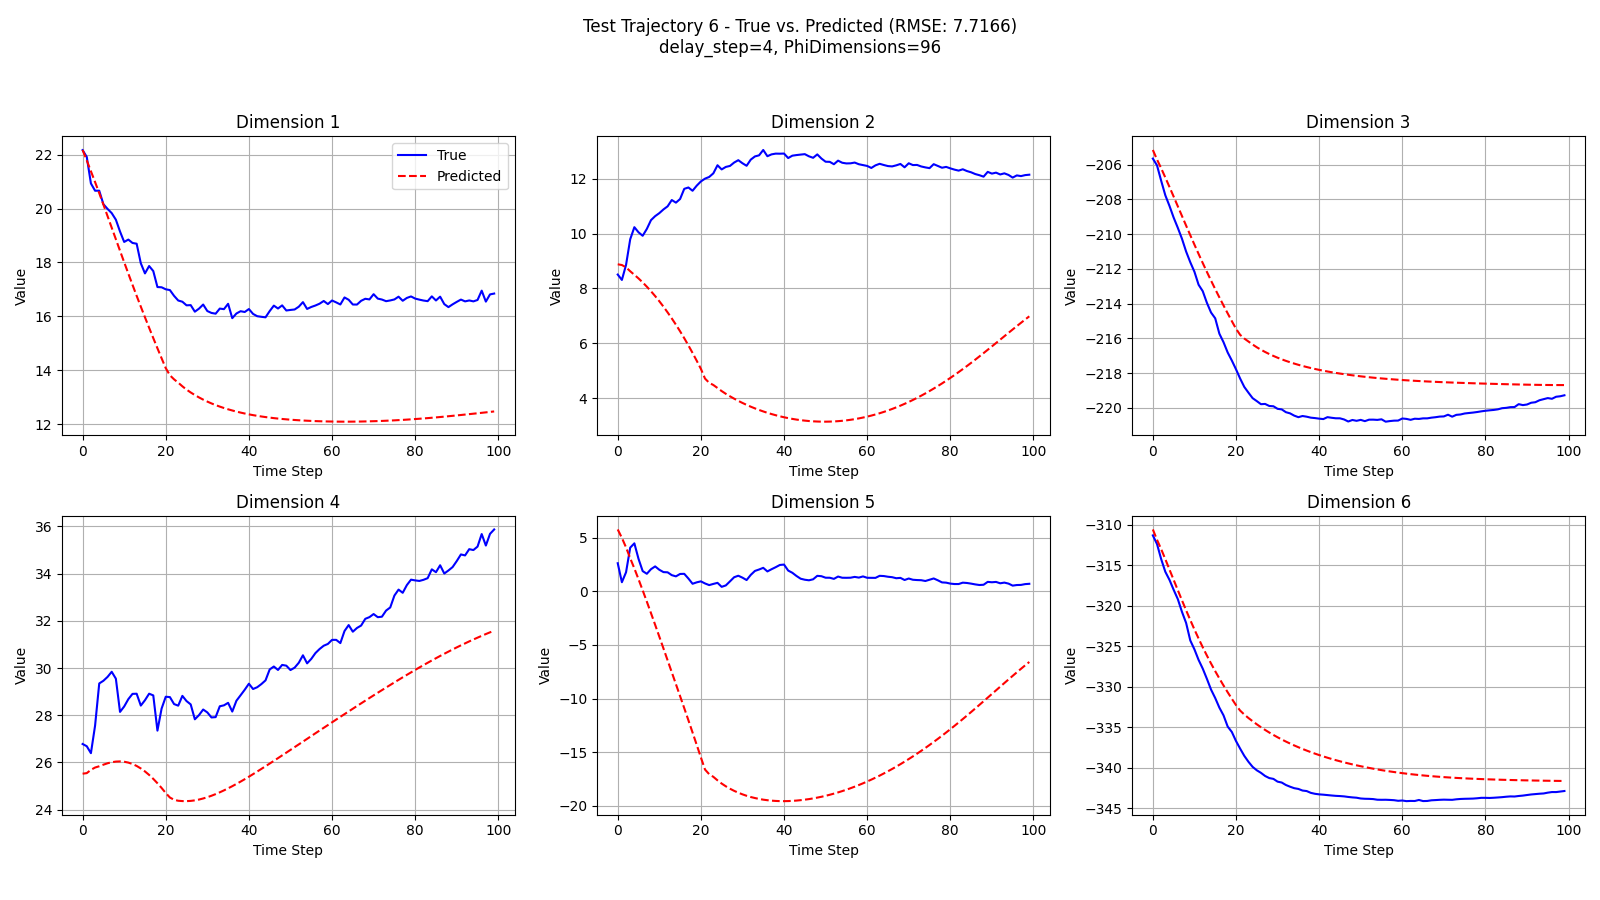 Test Trajectory 6 - True vs. Predicted (RMSE: 7.7166)
delay_step=4, PhiDimensions=96
Dimension 1
True
Predicted
Value
22
20
18
16
14
12
0 20 40 60 80 100
Time Step
Dimension 2
Value
12
10
8
6
4
0 20 40 60 80 100
Time Step
Dimension 3
Value
−206
−208
−210
−212
−214
−216
−218
−220
0 20 40 60 80 100
Time Step
Dimension 4
Value
36
34
32
30
28
26
24
0 20 40 60 80 100
Time Step
Dimension 5
Value
5
0
−5
−10
−15
−20
0 20 40 60 80 100
Time Step
Dimension 6
Value
−310
−315
−320
−325
−330
−335
−340
−345
0 20 40 60 80 100
Time Step